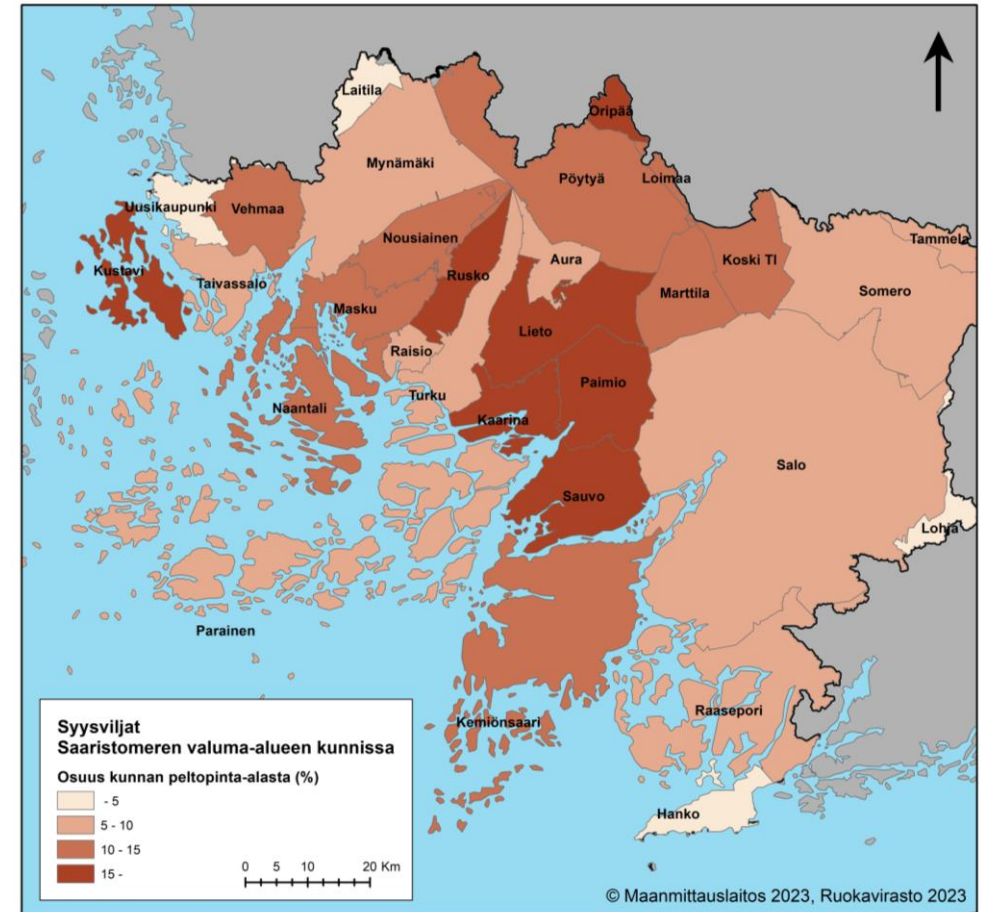 Laitila
Oripää
Mynämäki
Pöytyä
Loimaa
Uusikaupunki
Vehmaa
Nousiainen
Tammela
Kustavi
Taivassalo
Rusko
Aura
Koski Tl
Masku
Marttila
Somero
Lieto
Raisio
Paimio
Turku
Naantali
Kaarina
Salo
Sauvo
Lohja
Parainen
Raasepori
Kemiönsaari
Hanko
Syysviljat
Saaristomeren valuma-alueen kunnissa
Osuus kunnan peltopinta-alasta (%)
- 5
5 - 10
10 - 15
15 -
0 5 10 20 Km
© Maanmittauslaitos 2023, Ruokavirasto 2023